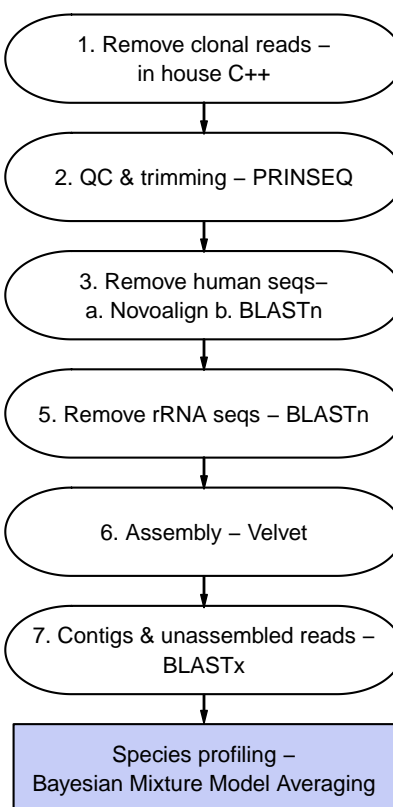 1. Remove clonal reads –
in house C++
2. QC & trimming – PRINSEQ
3. Remove human seqs–
a. Novoalign b. BLASTn
5. Remove rRNA seqs – BLASTn
6. Assembly – Velvet
7. Contigs & unassembled reads –
BLASTx
Species profiling –
Bayesian Mixture Model Averaging